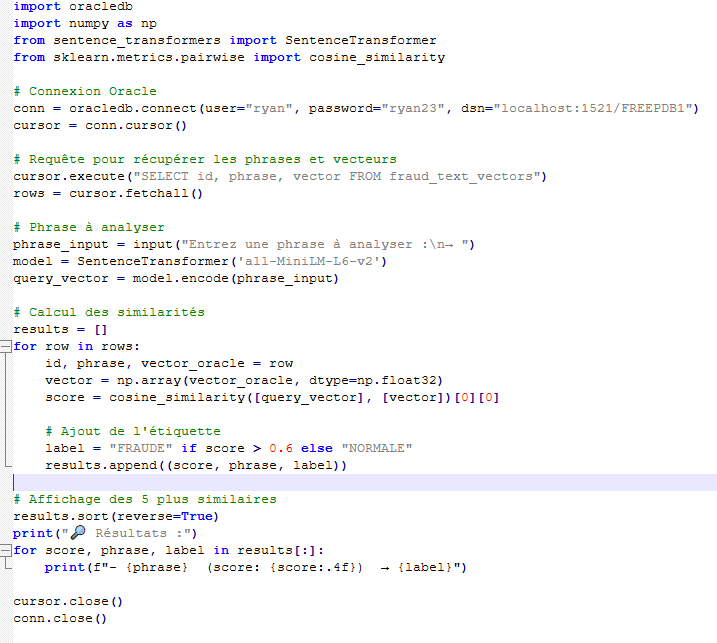 import oracledb
import numpy as np
from sentence_transformers import SentenceTransformer
from sklearn.metrics.pairwise import cosine_similarity

# Connexion Oracle
conn = oracledb.connect(user="ryan", password="ryan23", dsn="localhost:1521/FREEPDB1")
cursor = conn.cursor()

# Requête pour récupérer les phrases et vecteurs
cursor.execute("SELECT id, phrase, vector FROM fraud_text_vectors")
rows = cursor.fetchall()

# Phrase à analyser
phrase_input = input("Entrez une phrase à analyser :\n→ ")
model = SentenceTransformer('all-MiniLM-L6-v2')
query_vector = model.encode(phrase_input)

# Calcul des similarités
results = []
for row in rows:
    id, phrase, vector_oracle = row
    vector = np.array(vector_oracle, dtype=np.float32)
    score = cosine_similarity([query_vector], [vector])[0][0]

    # Ajout de l'étiquette
    label = "FRAUDE" if score > 0.6 else "NORMALE"
    results.append((score, phrase, label))

# Affichage des 5 plus similaires
results.sort(reverse=True)
print("🔎 Résultats :")
for score, phrase, label in results[:]:
    print(f"- {phrase}  (score: {score:.4f})  → {label}")

cursor.close()
conn.close()